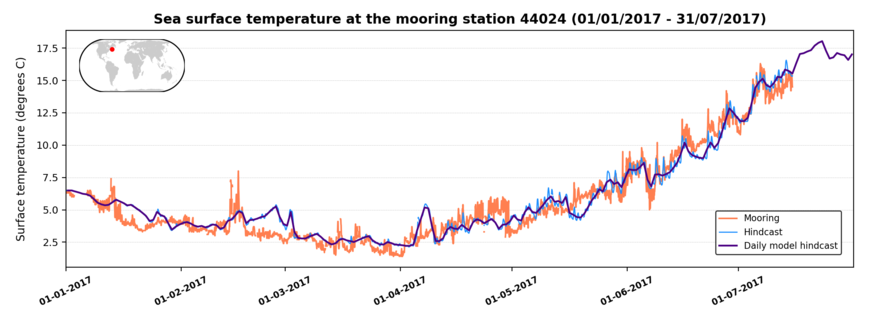 Sea surface temperature at the mooring station 44024 (01/01/2017 - 31/07/2017)
Surface temperature (degrees C)
17.5
15.0
12.5
10.0
7.5
5.0
2.5
Mooring
Hindcast
Daily model hindcast
01-01-2017
01-02-2017
01-03-2017
01-04-2017
01-05-2017
01-06-2017
01-07-2017